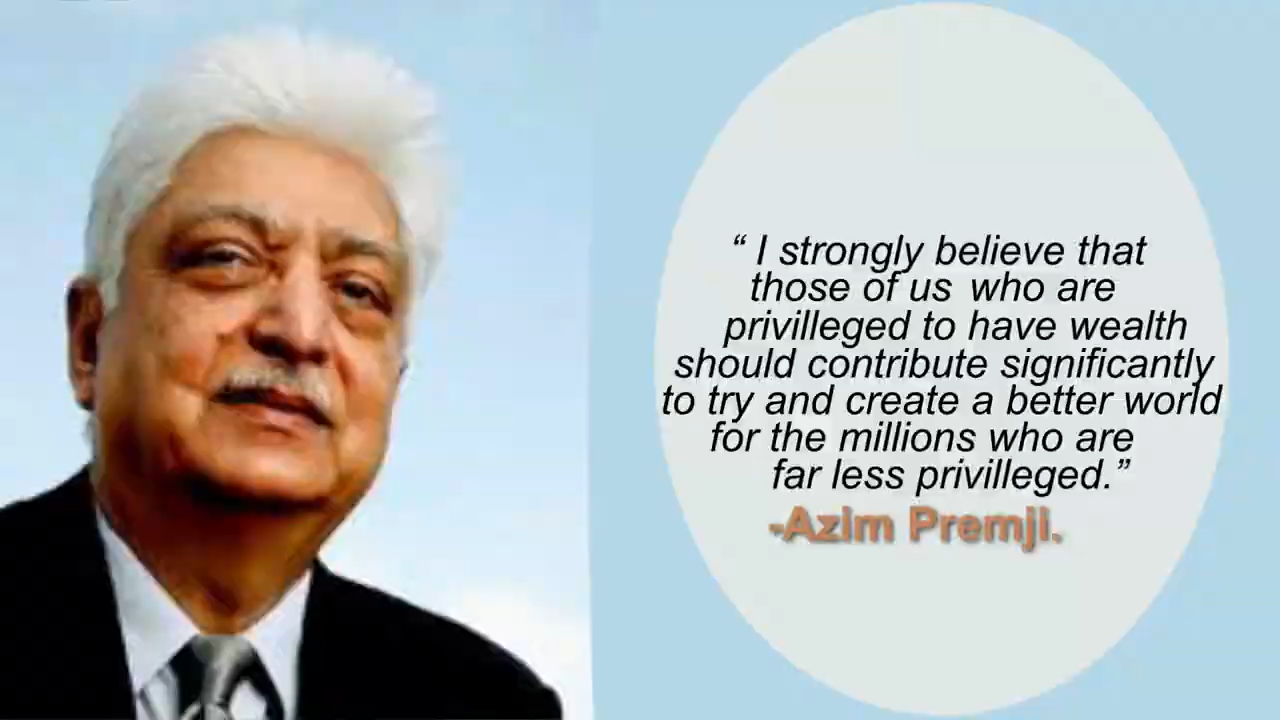 “ I strongly believe that
those of us who are
privilleged to have wealth
should contribute significantly
to try and create a better world
for the millions who are
far less privilleged.”
-Azim Premji.